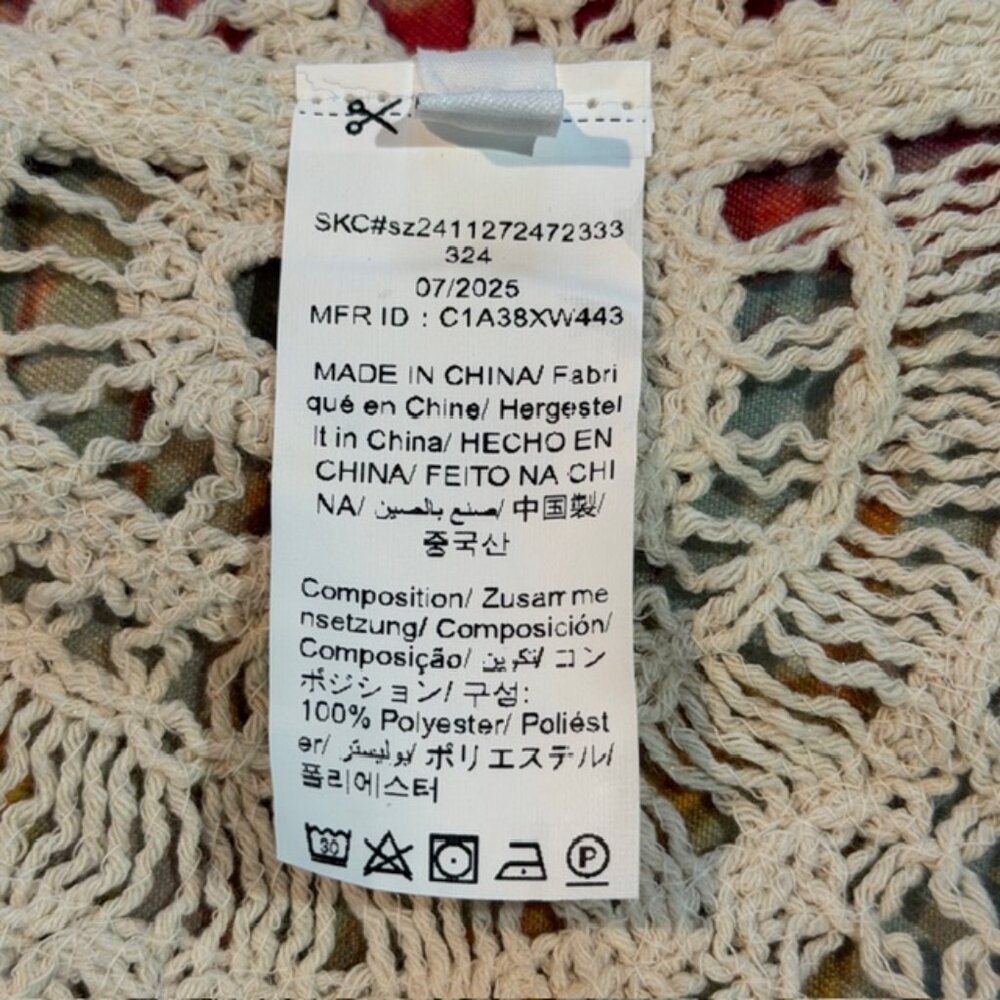 SKC#sz2411272472333
324
07/2025
MFR ID : C1A38XW443
MADE IN CHINA/ Fabri
qué en Chine/ Hergestel
lt in China/ HECHO EN
CHINA/ FEITO NA CHI
NA/ صنع بالصين/ 中国製/
중국산
Composition/ Zusamme
nsetzung/ Composición/
Composição/ تكوين/ コン
ポジション/ 구성:
100% Polyester/ Poliést
er/ بوليستر/ ポリエステル/
폴리에스터
30 P